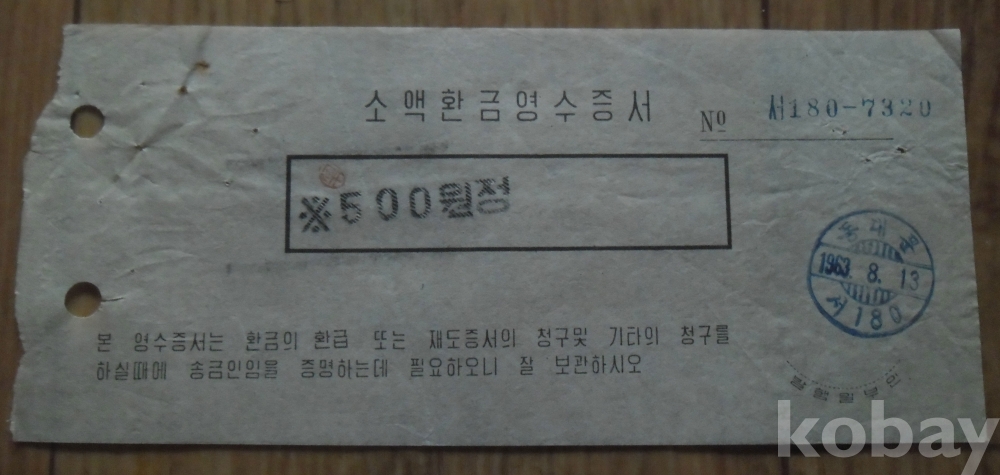 소액환금영수증서
№ 서180-7320
※500원정
동대문
1963. 8. 13
서180
본 영수증서는 환금의 환급 또는 재도증서의 청구및 기타의 청구를
하실때에 송금인임을 증명하는데 필요하오니 잘 보관하시오
kobay